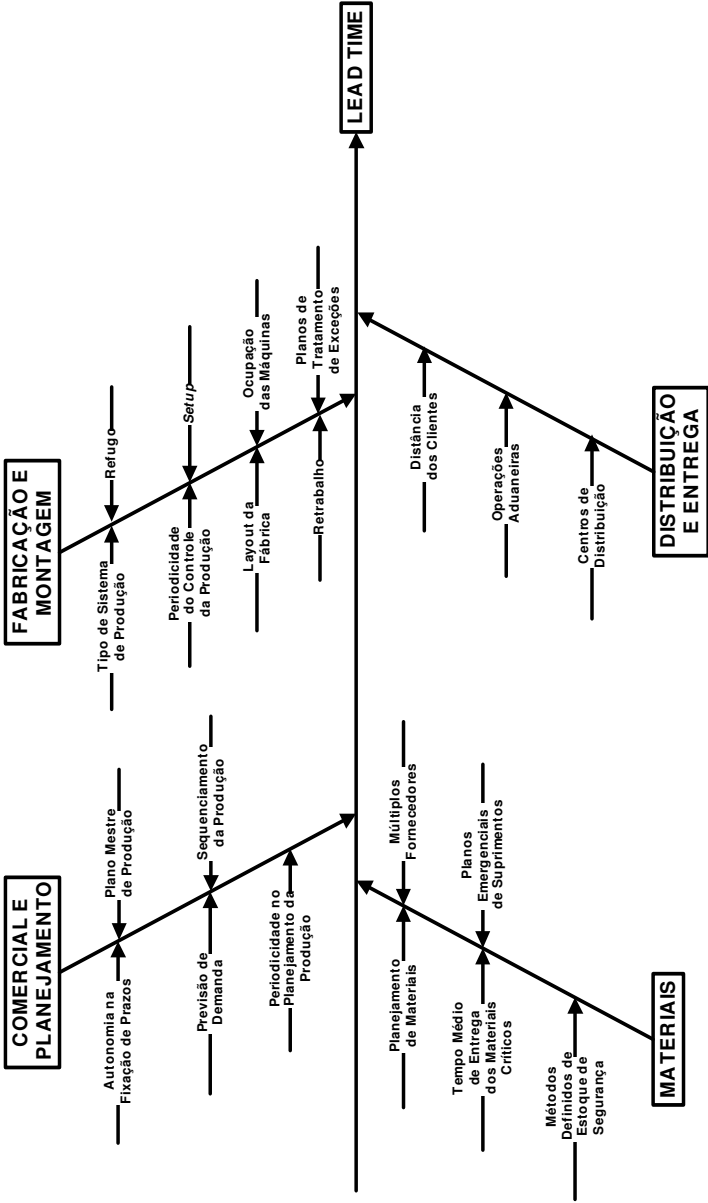 COMERCIAL E
PLANEJAMENTO
Autonomia na
Fixação de Prazos
Plano Mestre
de Produção
Previsão de
Demanda
Sequenciamento
da Produção
Periodicidade no
Planejamento da
Produção
FABRICAÇÃO E
MONTAGEM
Tipo de Sistema
de Produção
Refugo
Periodicidade
do Controle
da Produção
Setup
Layout da
Fábrica
Ocupação
das Máquinas
Retrabalho
Planos de
Tratamento
de Exceções
LEAD TIME
Planejamento
de Materiais
Múltiplos
Fornecedores
Tempo Médio
de Entrega
dos Materiais
Críticos
Planos
Emergenciais
de Suprimentos
Métodos
Definidos de
Estoque de
Segurança
MATERIAIS
Distância
dos Clientes
Operações
Aduaneiras
Centros de
Distribuição
DISTRIBUIÇÃO
E ENTREGA